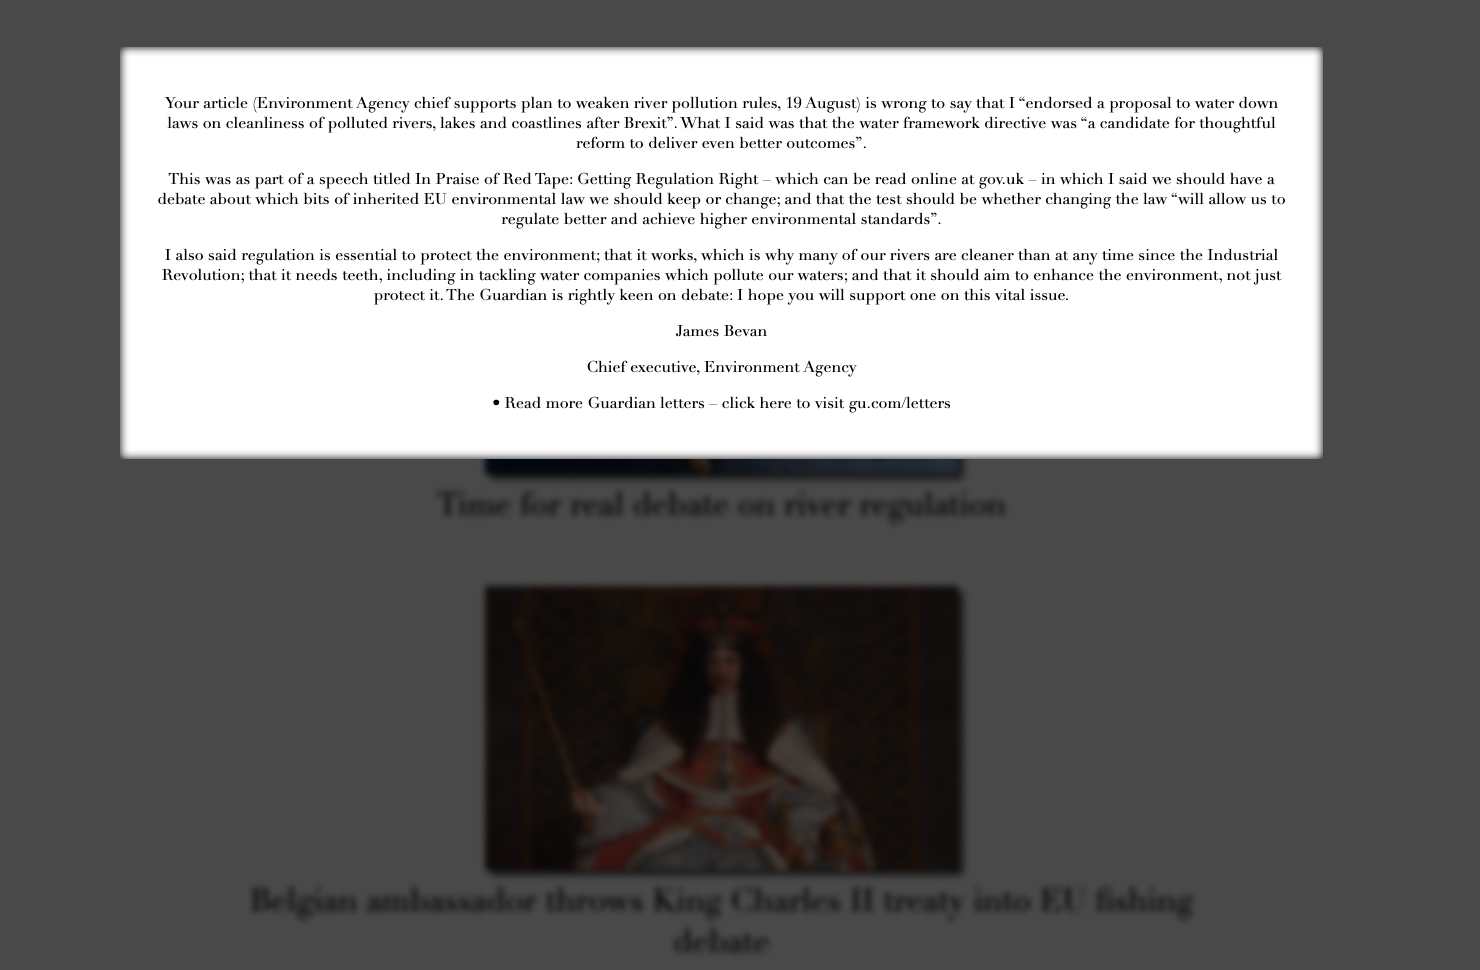 Your article (Environment Agency chief supports plan to weaken river pollution rules, 19 August) is wrong to say that I “endorsed a proposal to water down
laws on cleanliness of polluted rivers, lakes and coastlines after Brexit”. What I said was that the water framework directive was “a candidate for thoughtful
reform to deliver even better outcomes”.
This was as part of a speech titled In Praise of Red Tape: Getting Regulation Right – which can be read online at gov.uk – in which I said we should have a
debate about which bits of inherited EU environmental law we should keep or change; and that the test should be whether changing the law “will allow us to
regulate better and achieve higher environmental standards”.
I also said regulation is essential to protect the environment; that it works, which is why many of our rivers are cleaner than at any time since the Industrial
Revolution; that it needs teeth, including in tackling water companies which pollute our waters; and that it should aim to enhance the environment, not just
protect it. The Guardian is rightly keen on debate: I hope you will support one on this vital issue.
James Bevan
Chief executive, Environment Agency
• Read more Guardian letters – click here to visit gu.com/letters
Time for real debate on river regulation
Belgian ambassador throws King Charles II treaty into EU fishing
debate